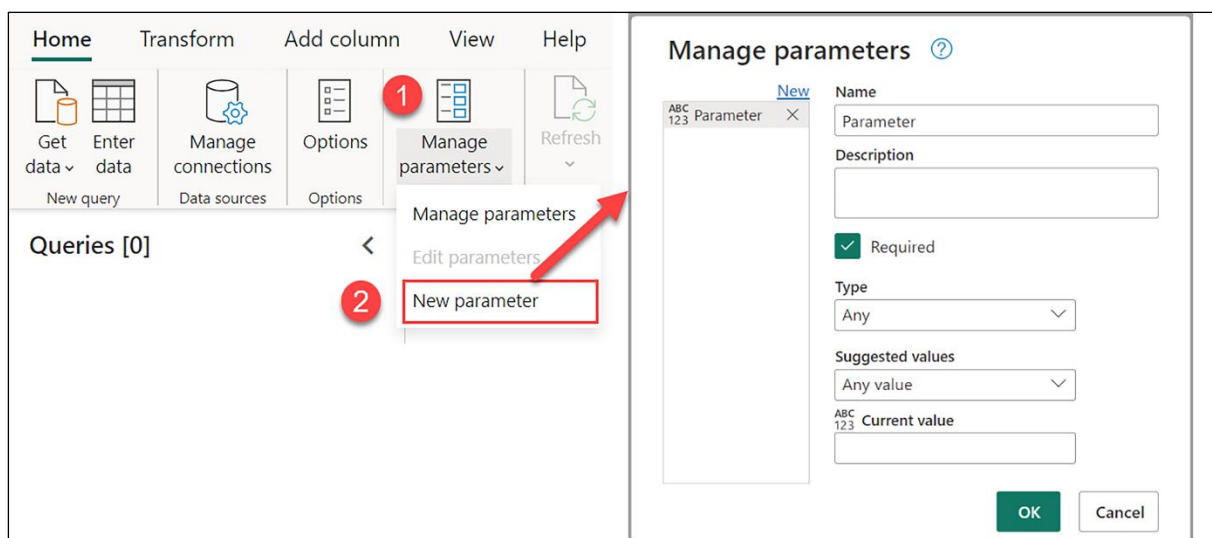 Home Transform Add column View Help
1
Get data Enter data Manage connections Options Manage parameters Refresh
New query Data sources Options
Manage parameters
Edit parameters
2 New parameter
Queries [0]
Manage parameters ?
New
ABC 123 Parameter
Name
Parameter
Description
Required
Type
Any
Suggested values
Any value
ABC 123 Current value
OK Cancel